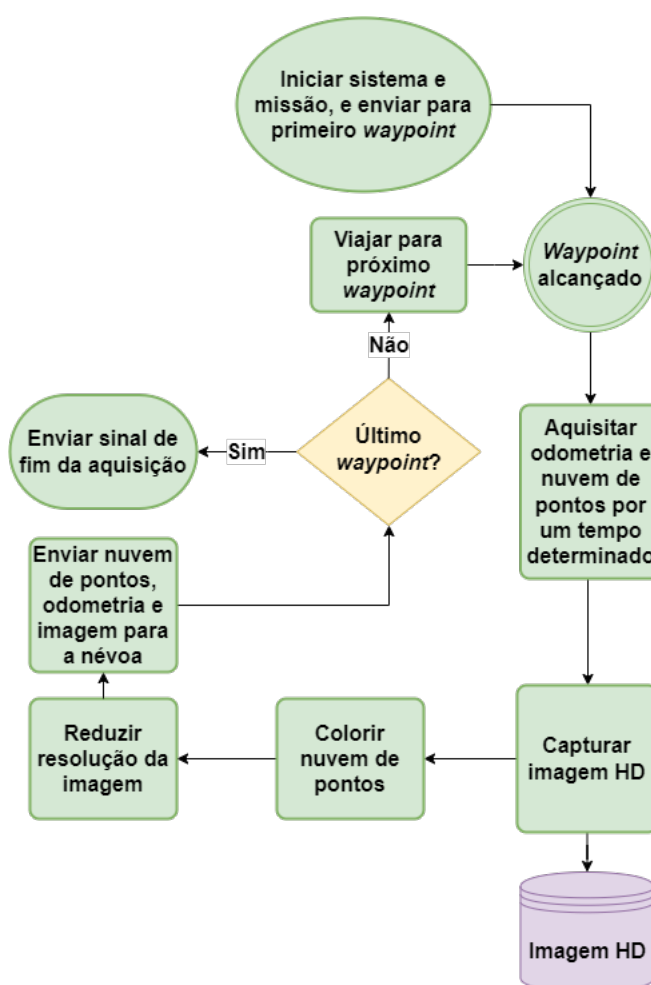 Iniciar sistema e
missão, e enviar para
primeiro waypoint
Waypoint
alcançado
Viajar para
próximo
waypoint
Não
Último
waypoint?
Sim
Enviar sinal de
fim da aquisição
Aquisitar
odometria e
nuvem de
pontos por
um tempo
determinado
Enviar nuvem
de pontos,
odometria e
imagem para
a névoa
Reduzir
resolução da
imagem
Colorir
nuvem de
pontos
Capturar
imagem HD
Imagem HD